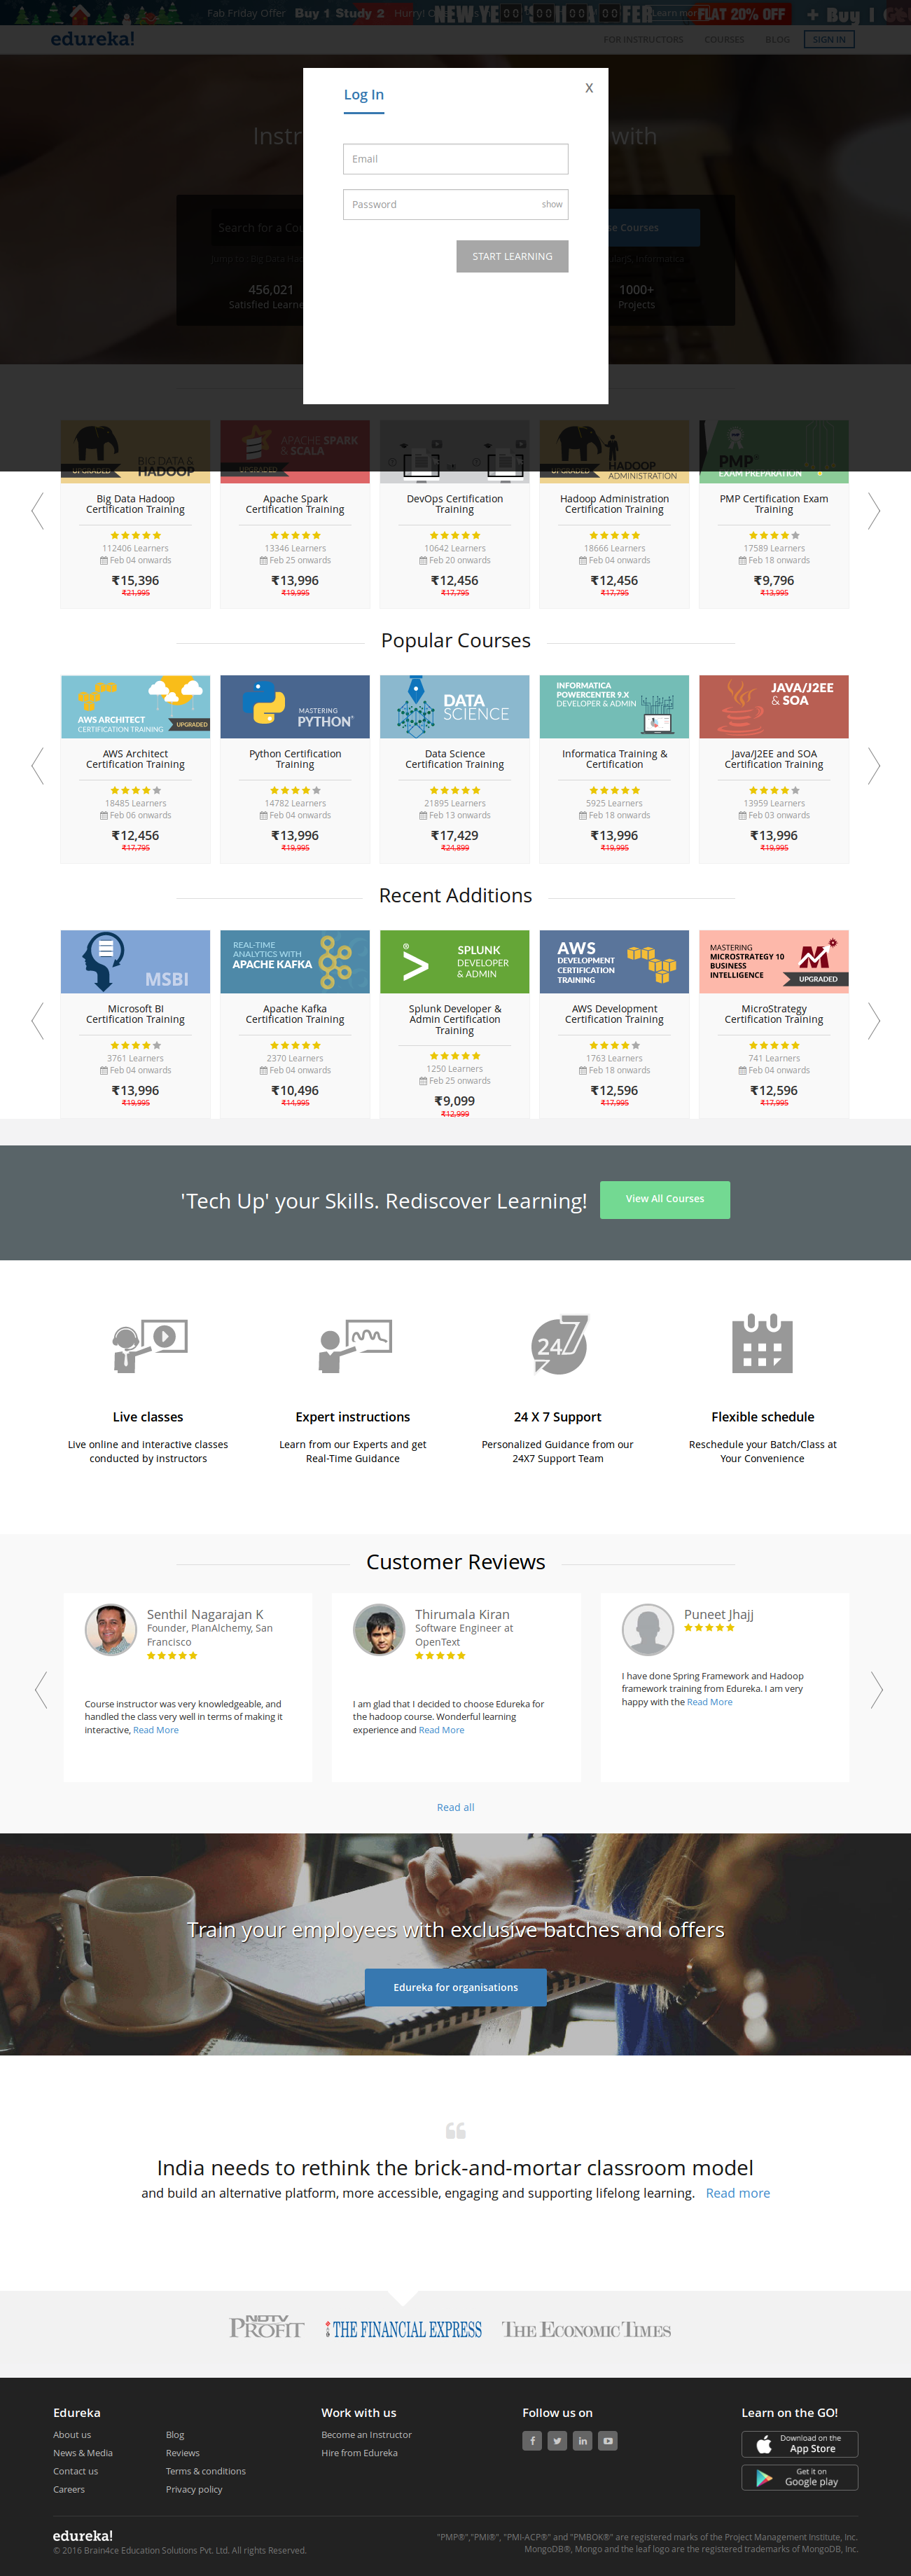 Fab Friday Offer Buy 1 Study 2 Hurry!
FLAT 20% OFF + Buy 1
edureka!
FOR INSTRUCTORS COURSES BLOG SIGN IN
Log In
X
with
Email
Password
show
START LEARNING
Search for a
Courses
456,021
Satisfied
1000+
Projects
BIG DATA & HADOOP
UPGRADED
APACHE SPARK & SCALA
UPGRADED
HADOOP ADMINISTRATION
UPGRADED
PMP®
EXAM PREPARATION
Big Data Hadoop
Certification Training
112406 Learners
Feb 04 onwards
₹15,396
₹21,995
Apache Spark
Certification Training
13346 Learners
Feb 25 onwards
₹13,996
₹19,995
DevOps Certification
Training
10642 Learners
Feb 20 onwards
₹12,456
₹17,795
Hadoop Administration
Certification Training
18666 Learners
Feb 04 onwards
₹12,456
₹17,795
PMP Certification Exam
Training
17589 Learners
Feb 18 onwards
₹9,796
₹13,995
Popular Courses
AWS ARCHITECT
CERTIFICATION TRAINING
UPGRADED
AWS Architect
Certification Training
18485 Learners
Feb 06 onwards
₹12,456
₹17,795
MASTERING
PYTHON®
Python Certification
Training
14782 Learners
Feb 04 onwards
₹13,996
₹19,995
DATA
SCIENCE
Data Science
Certification Training
21895 Learners
Feb 13 onwards
₹17,429
₹24,899
INFORMATICA
POWERCENTER 9.X
DEVELOPER & ADMIN
Informatica Training &
Certification
5925 Learners
Feb 18 onwards
₹13,996
₹19,995
JAVA/J2EE
& SOA
Java/J2EE and SOA
Certification Training
13959 Learners
Feb 03 onwards
₹13,996
₹19,995
Recent Additions
MSBI
Microsoft BI
Certification Training
3761 Learners
Feb 04 onwards
₹13,996
₹19,995
REAL-TIME
ANALYTICS WITH
APACHE KAFKA
Apache Kafka
Certification Training
2370 Learners
Feb 04 onwards
₹10,496
₹14,995
SPLUNK
DEVELOPER
& ADMIN
Splunk Developer &
Admin Certification
Training
1250 Learners
Feb 25 onwards
₹9,099
₹12,999
AWS
DEVELOPMENT
CERTIFICATION
TRAINING
AWS Development
Certification Training
1763 Learners
Feb 18 onwards
₹12,596
₹17,995
MASTERING
MICROSTRATEGY 10
BUSINESS
INTELLIGENCE
UPGRADED
MicroStrategy
Certification Training
741 Learners
Feb 04 onwards
₹12,596
₹17,995
'Tech Up' your Skills. Rediscover Learning!
View All Courses
24 7
Live classes
Live online and interactive classes
conducted by instructors
Expert instructions
Learn from our Experts and get
Real-Time Guidance
24 X 7 Support
Personalized Guidance from our
24X7 Support Team
Flexible schedule
Reschedule your Batch/Class at
Your Convenience
Customer Reviews
Senthil Nagarajan K
Founder, PlanAlchemy, San
Francisco
Course instructor was very knowledgeable, and
handled the class very well in terms of making it
interactive, Read More
Thirumala Kiran
Software Engineer at
OpenText
I am glad that I decided to choose Edureka for
the hadoop course. Wonderful learning
experience and Read More
Puneet Jhajj
I have done Spring Framework and Hadoop
framework training from Edureka. I am very
happy with the Read More
Read all
Train your employees with exclusive batches and offers
Edureka for organisations
India needs to rethink the brick-and-mortar classroom model
and build an alternative platform, more accessible, engaging and supporting lifelong learning. Read more
NDTV PROFIT
THE FINANCIAL EXPRESS
THE ECONOMIC TIMES
Edureka
About us
News & Media
Contact us
Careers
Blog
Reviews
Terms & conditions
Privacy policy
Work with us
Become an Instructor
Hire from Edureka
Follow us on
Learn on the GO!
Download on the
App Store
Get it on
Google play
edureka!
© 2016 Brain4ce Education Solutions Pvt. Ltd. All rights Reserved.
"PMP®","PMI®", "PMI-ACP®" and "PMBOK®" are registered marks of the Project Management Institute, Inc.
MongoDB®, Mongo and the leaf logo are the registered trademarks of MongoDB, Inc.